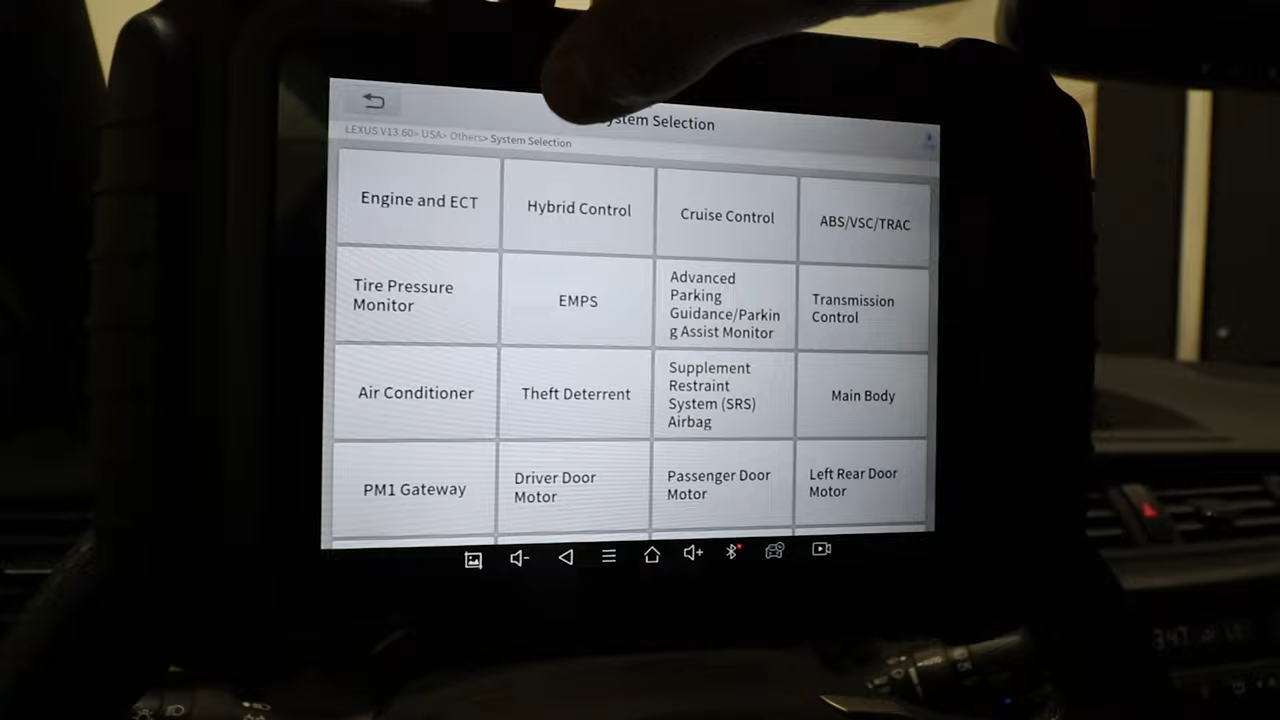 ystem Selection
LEXUS V13.60> USA> Others> System Selection
Engine and ECT
Hybrid Control
Cruise Control
ABS/VSC/TRAC
Tire Pressure
Monitor
EMPS
Advanced
Parking
Guidance/Parkin
g Assist Monitor
Transmission
Control
Air Conditioner
Theft Deterrent
Supplement
Restraint
System (SRS)
Airbag
Main Body
PM1 Gateway
Driver Door
Motor
Passenger Door
Motor
Left Rear Door
Motor